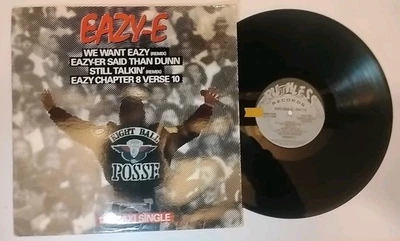 EAZY-E
WE WANT EAZY (REMIX)
EAZY-ER SAID THAN DUNN
STILL TALKIN' (REMIX)
EAZY CHAPTER 8 VERSE 10
EIGHT BALL
POSSE
SINGLE
RUTHLESS
RECORDS